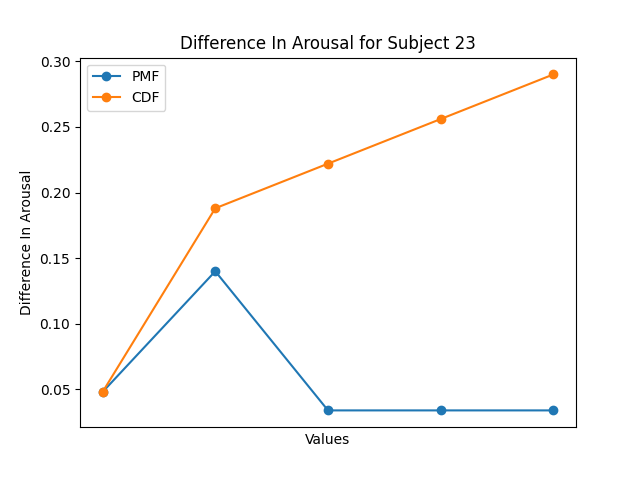 Difference In Arousal for Subject 23
PMF
CDF
0.30
0.25
0.20
0.15
0.10
0.05
Difference In Arousal
Values